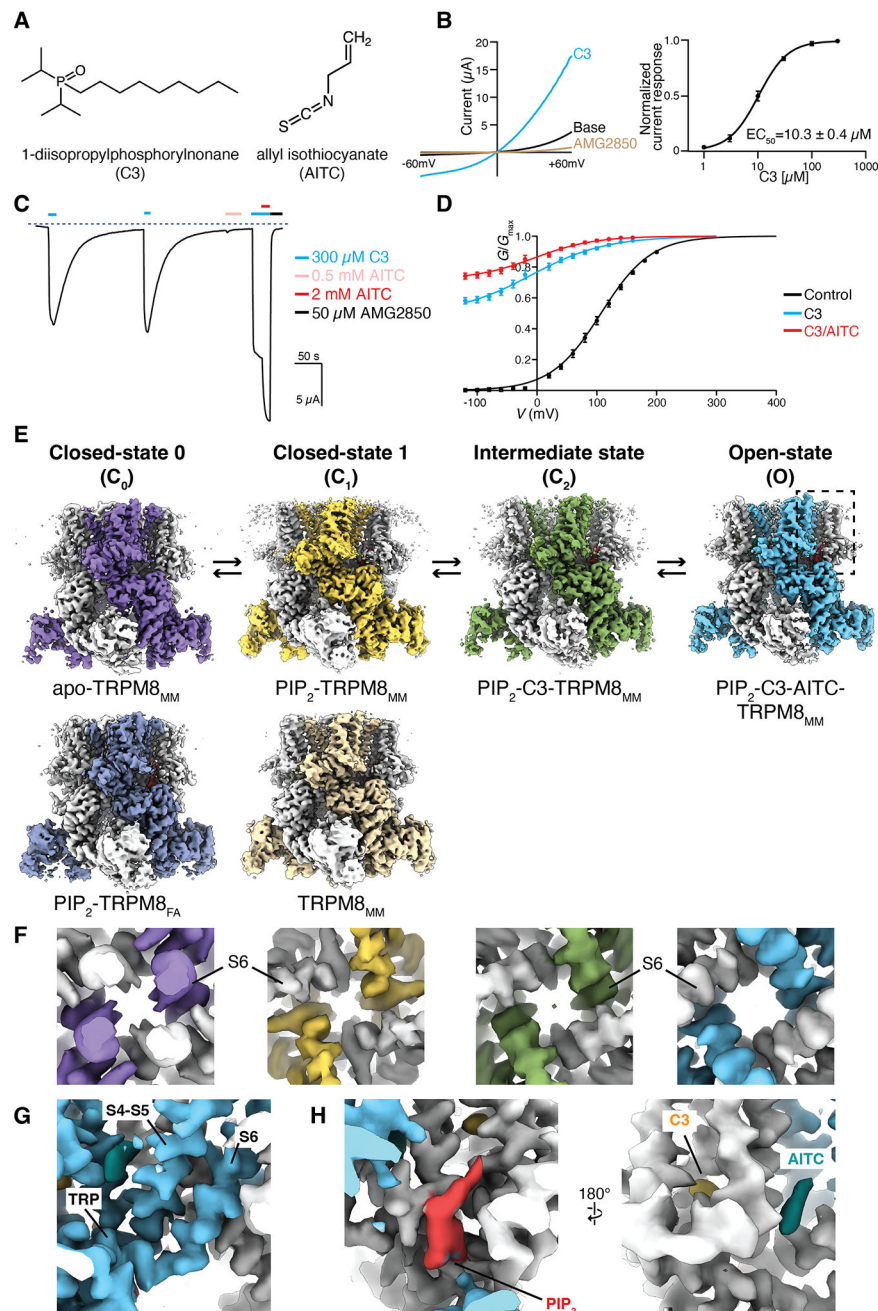 A
P
O
1-diisopropylphosphorylnonane
(C3)
CH2
N
C
S
allyl isothiocyanate
(AITC)
B
Current (µA)
20
15
10
5
C3
Base
AMG2850
-60mV
+60mV
Normalized
current response
1.0
0.5
0.0
EC50=10.3 ± 0.4 µM
1
10
100
1000
C3 [µM]
C
300 µM C3
0.5 mM AITC
2 mM AITC
50 µM AMG2850
50 s
5 µA
D
G/Gmax
1.0
0.8
0.6
0.4
0.2
-100
0
100
200
300
400
V (mV)
Control
C3
C3/AITC
E
Closed-state 0
(C0)
Closed-state 1
(C1)
Intermediate state
(C2)
Open-state
(O)
apo-TRPM8MM
PIP2-TRPM8MM
PIP2-C3-TRPM8MM
PIP2-C3-AITC-
TRPM8MM
PIP2-TRPM8FA
TRPM8MM
F
S6
S6
G
S4-S5
S6
TRP
H
PIP2
180°
C3
AITC